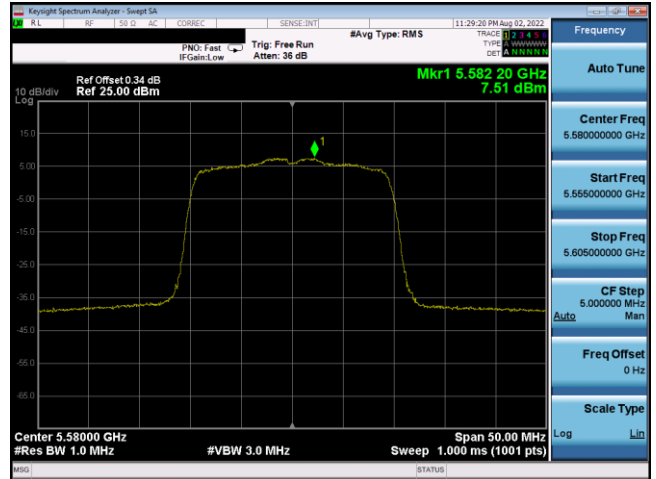 Keysight Spectrum Analyzer - Swept SA
LXI RL RF 50 Ω AC CORREC SENSE:INT 11:29:20 PM Aug 02, 2022
#Avg Type: RMS TRACE 1 2 3 4 5 6
PNO: Fast Trig: Free Run TYPE A WWWWW
IFGain:Low Atten: 36 dB DET A N N N N N
Mkr1 5.582 20 GHz
Ref Offset 0.34 dB
10 dB/div Ref 25.00 dBm 7.51 dBm
Log
1
15.0
5.00
-5.00
-15.0
-25.0
-35.0
-45.0
-55.0
-65.0
Center 5.58000 GHz Span 50.00 MHz
#Res BW 1.0 MHz #VBW 3.0 MHz Sweep 1.000 ms (1001 pts)
MSG STATUS
Frequency
Auto Tune
Center Freq
5.580000000 GHz
Start Freq
5.555000000 GHz
Stop Freq
5.605000000 GHz
CF Step
5.000000 MHz
Auto Man
Freq Offset
0 Hz
Scale Type
Log Lin